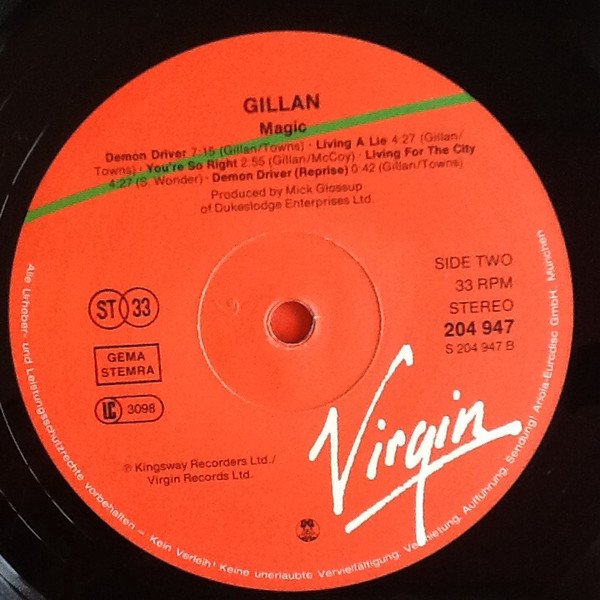 GILLAN
Magic
Demon Driver 7:15 (Gillan/Towns) · Living A Lie 4:27 (Gillan/
Towns) · You're So Right 2:55 (Gillan/McCoy) · Living For The City
4:27 (S. Wonder) · Demon Driver (Reprise) 0:42 (Gillan/Towns)
Produced by Mick Glossup
of Dukeslodge Enterprises Ltd.
SIDE TWO
33 RPM
STEREO
204 947
S 204 947 B
ST 33
GEMA
STEMRA
LC 3098
℗ Kingsway Recorders Ltd./
Virgin Records Ltd.
Virgin
Alle Urheber- und Leistungsschutzrechte vorbehalten – Kein Verleih! Keine unerlaubte Vervielfältigung, Vermietung, Aufführung, Sendung! Ariola-Eurodisc GmbH, München